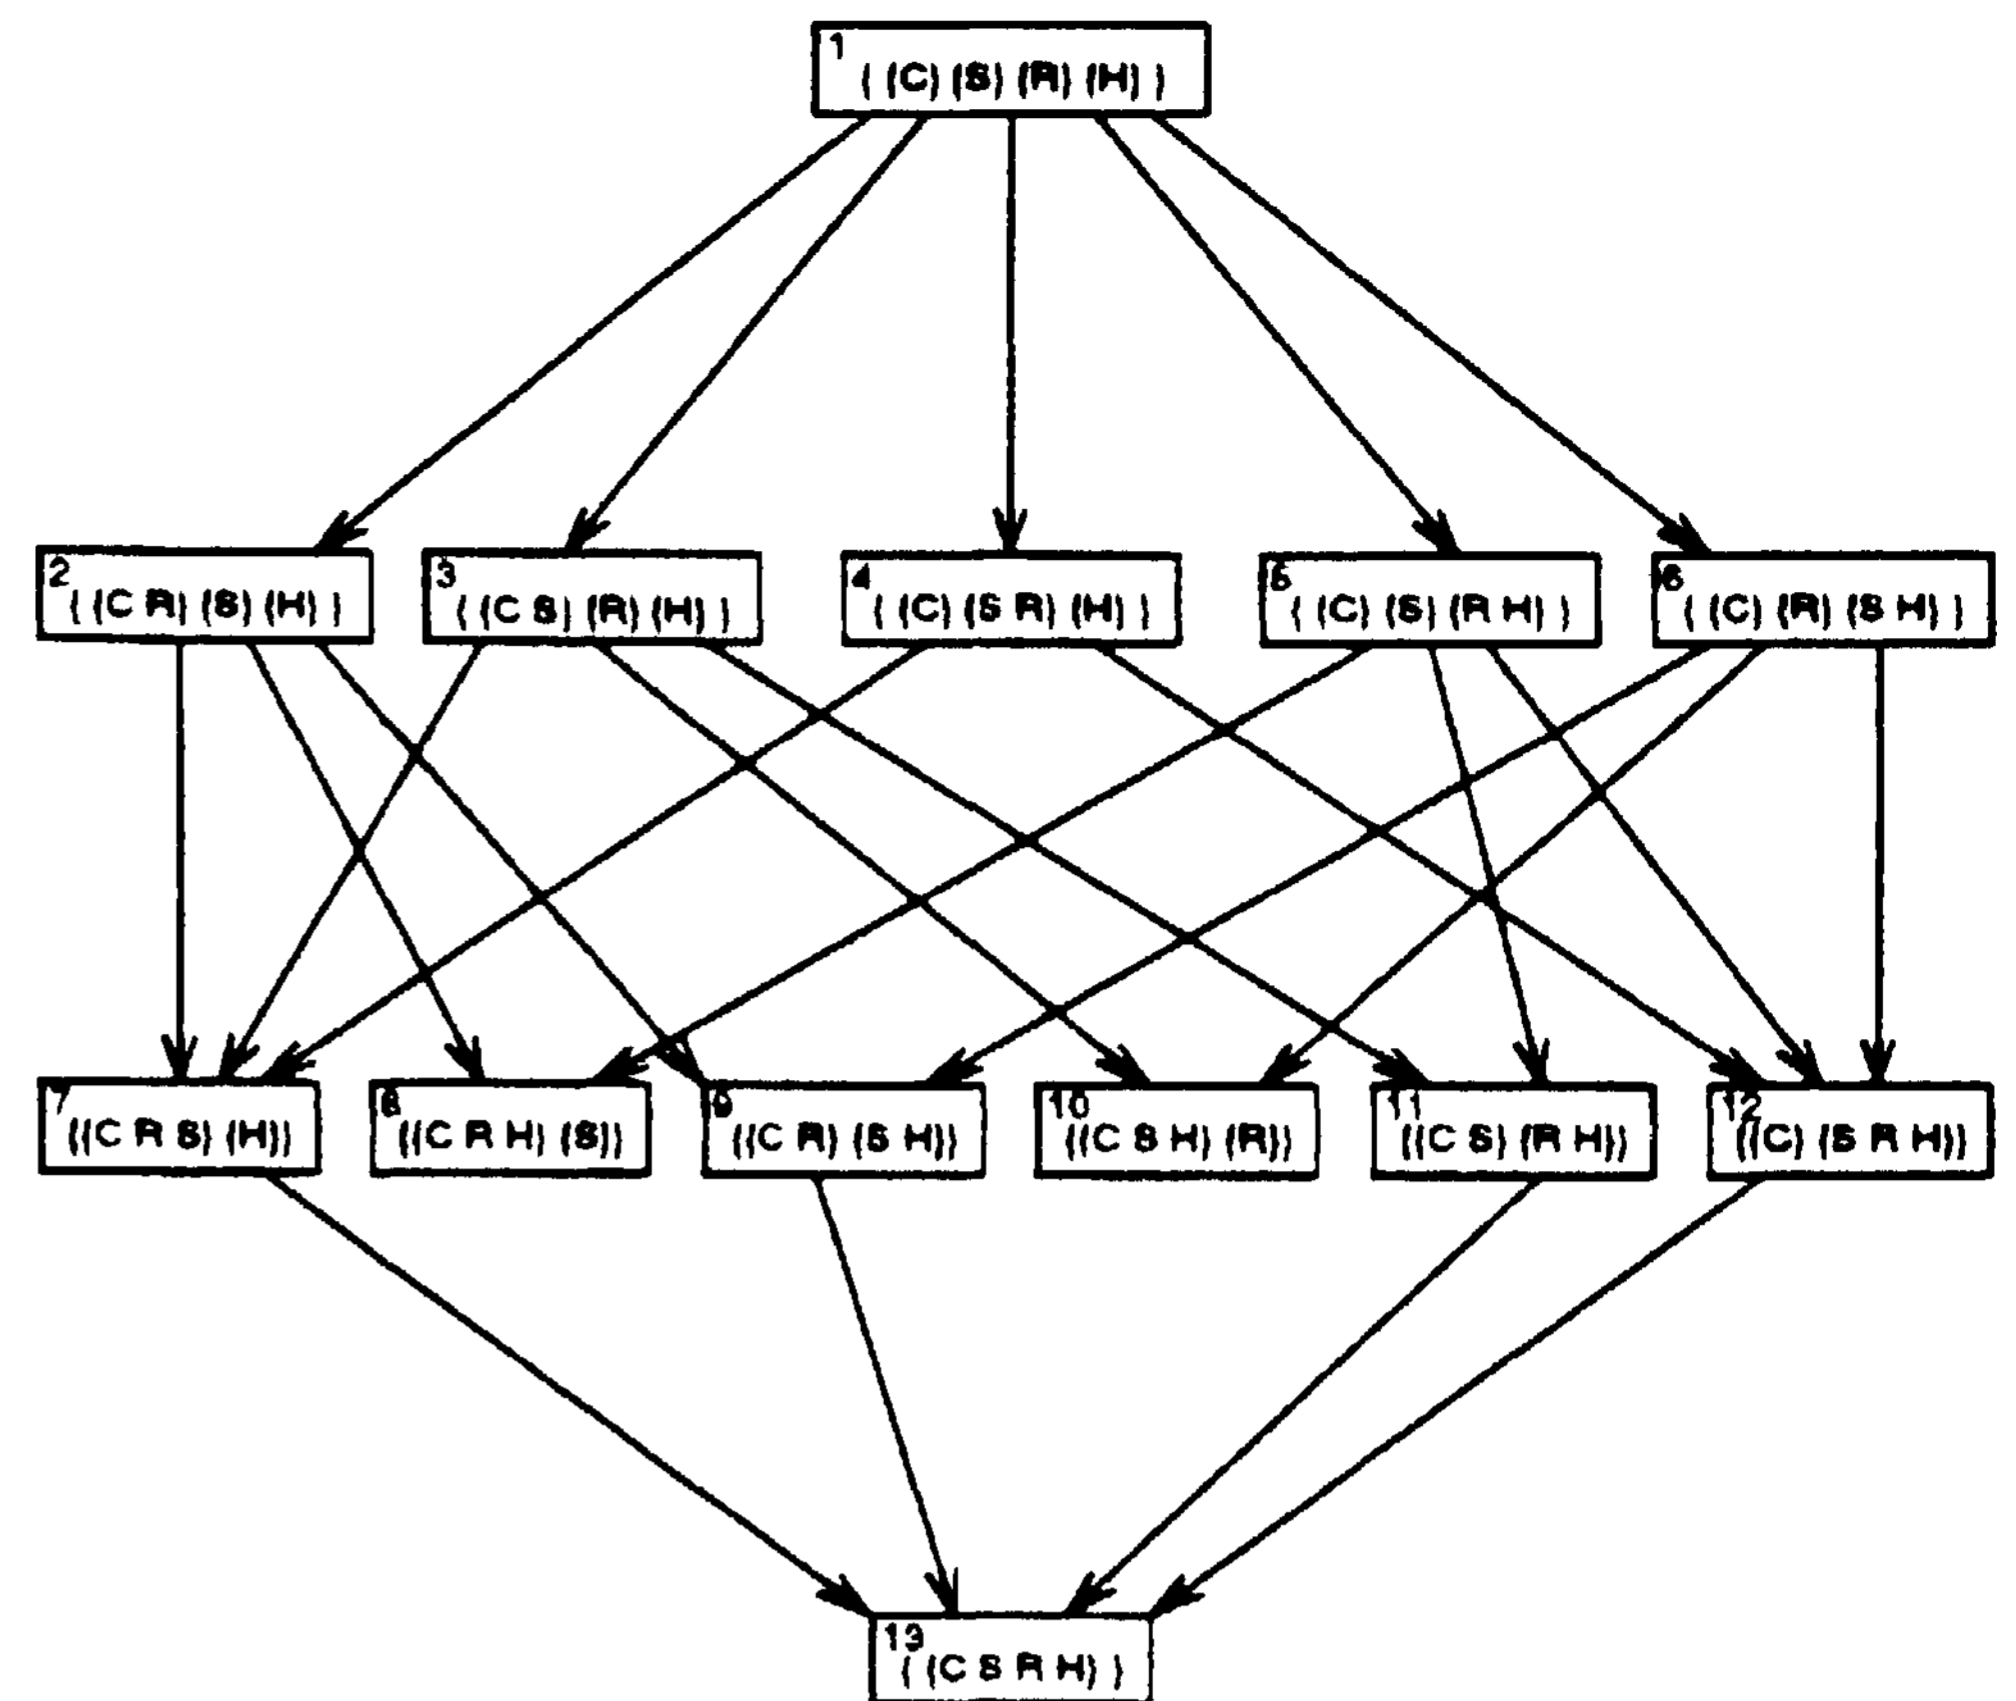 1
( (C) (S) (R) (H) )
2
( (C R) (S) (H) )
3
( (C S) (R) (H) )
4
( (C) (S R) (H) )
5
( (C) (S) (R H) )
6
( (C) (R) (S H) )
7
((C R S) (H))
8
((C R H) (S))
9
((C R) (S H))
10
((C S H) (R))
11
((C S) (R H))
12
((C) (S R H))
13
( (C S R H) )